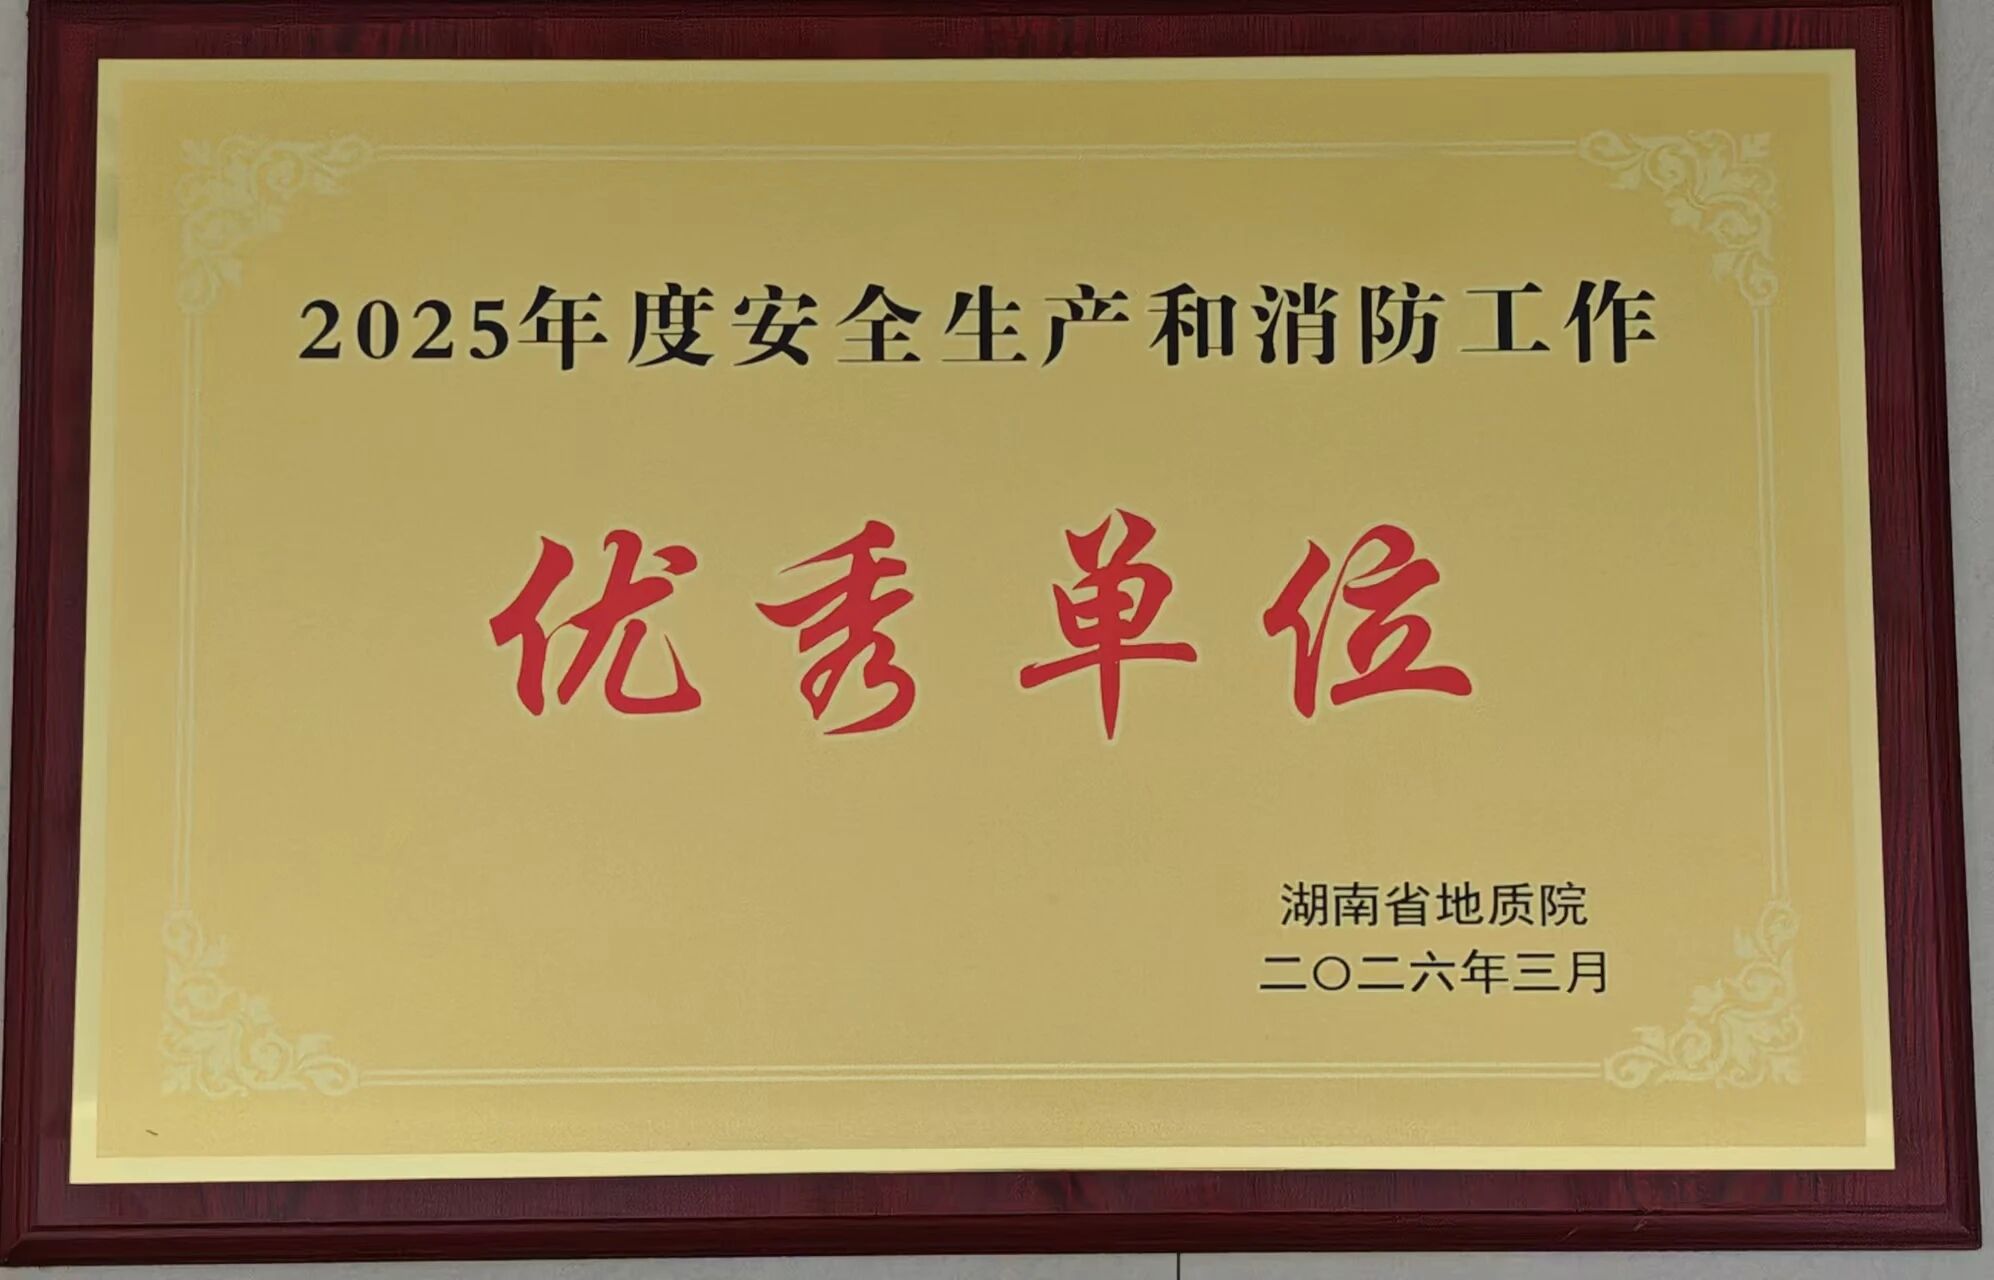 2025年度安全生产和消防工作
优秀单位
湖南省地质院
二〇二六年三月